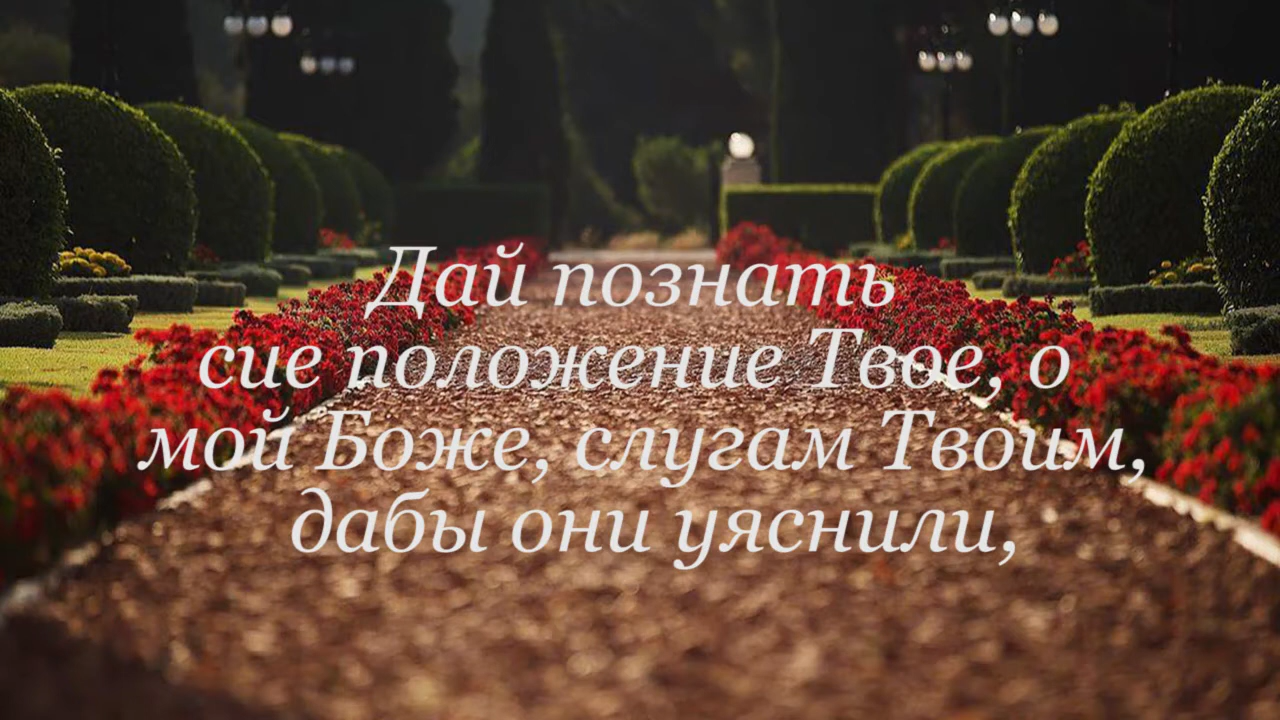 Дай познать
сие положение Твое, о
мой Боже, слугам Твоим,
дабы они уяснили,